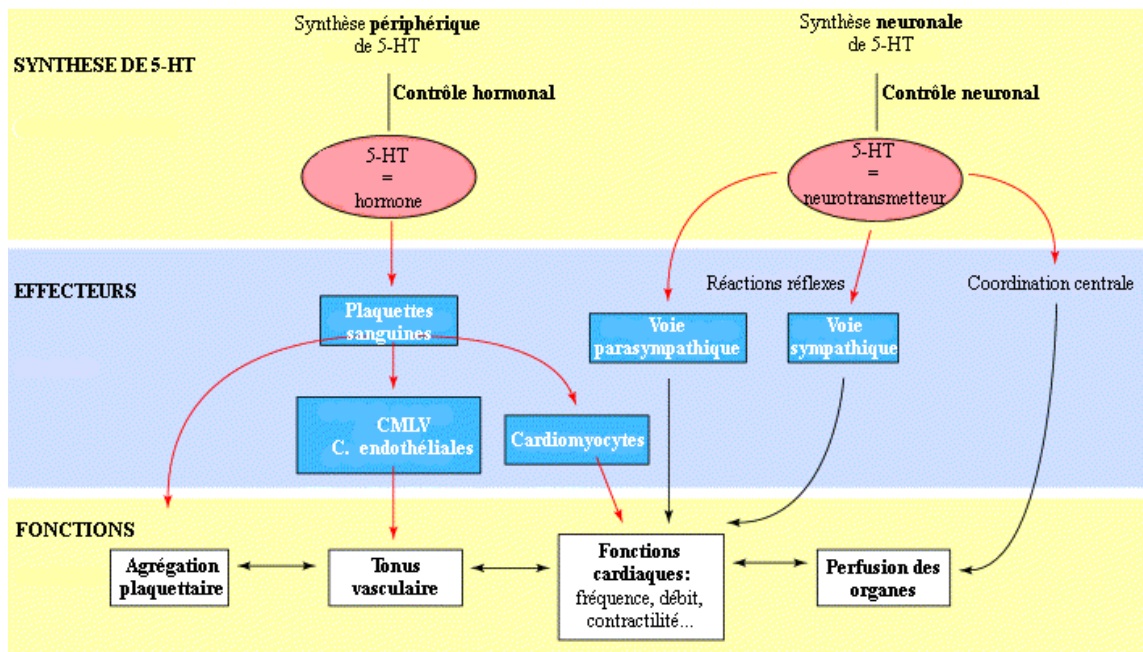 Synthèse périphérique
de 5-HT
Synthèse neuronale
de 5-HT
SYNTHESE DE 5-HT
Contrôle hormonal
Contrôle neuronal
5-HT
=
hormone
5-HT
=
neurotransmetteur
EFFECTEURS
Réactions réflexes
Coordination centrale
Plaquettes
sanguines
Voie
parasympathique
Voie
sympathique
CMLV
C. endothéliales
Cardiomyocytes
FONCTIONS
Agrégation
plaquettaire
Tonus
vasculaire
Fonctions
cardiaques:
fréquence, débit,
contractilité...
Perfusion des
organes